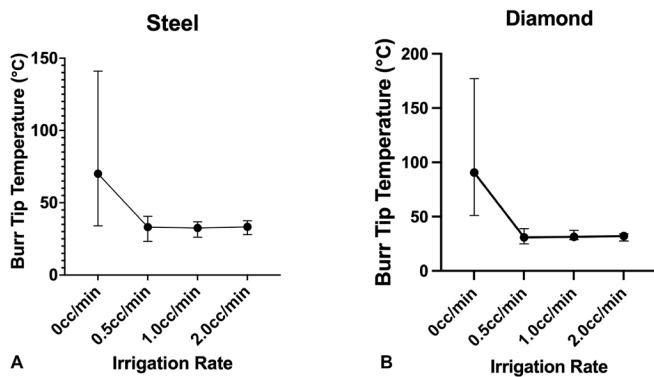 Steel
Burr Tip Temperature (°C)
150
100
50
0
0cc/min
0.5cc/min
1.0cc/min
2.0cc/min
A
Irrigation Rate
Diamond
Burr Tip Temperature (°C)
200
150
100
50
0
0cc/min
0.5cc/min
1.0cc/min
2.0cc/min
B
Irrigation Rate